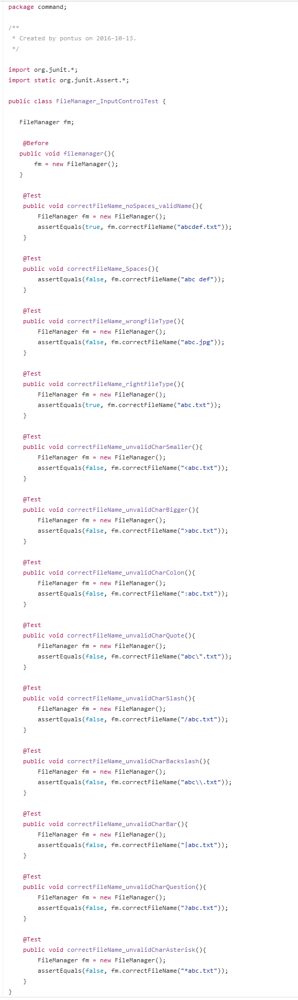 package command;
/**
 * Created by pontus on 2016-10-13.
 */
import org.junit.*;
import static org.junit.Assert.*;
public class FileManager_InputControlTest {
FileManager fm;
@Before
public void filemanager(){
fm = new FileManager();
}
@Test
public void correctFileName_noSpaces_validName(){
FileManager fm = new FileManager();
assertEquals(true, fm.correctFileName("abcdef.txt"));
}
@Test
public void correctFileName_Spaces(){
assertEquals(false, fm.correctFileName("abc def"));
}
@Test
public void correctFileName_wrongFileType(){
FileManager fm = new FileManager();
assertEquals(false, fm.correctFileName("abc.jpg"));
}
@Test
public void correctFileName_rightFileType(){
FileManager fm = new FileManager();
assertEquals(true, fm.correctFileName("abc.txt"));
}
@Test
public void correctFileName_unvalidCharSmaller(){
FileManager fm = new FileManager();
assertEquals(false, fm.correctFileName("<abc.txt"));
}
@Test
public void correctFileName_unvalidCharBigger(){
FileManager fm = new FileManager();
assertEquals(false, fm.correctFileName(">abc.txt"));
}
@Test
public void correctFileName_unvalidCharColon(){
FileManager fm = new FileManager();
assertEquals(false, fm.correctFileName(":abc.txt"));
}
@Test
public void correctFileName_unvalidCharQuote(){
FileManager fm = new FileManager();
assertEquals(false, fm.correctFileName("abc\".txt"));
}
@Test
public void correctFileName_unvalidCharSlash(){
FileManager fm = new FileManager();
assertEquals(false, fm.correctFileName("/abc.txt"));
}
@Test
public void correctFileName_unvalidCharBackslash(){
FileManager fm = new FileManager();
assertEquals(false, fm.correctFileName("abc\\.txt"));
}
@Test
public void correctFileName_unvalidCharBar(){
FileManager fm = new FileManager();
assertEquals(false, fm.correctFileName("|abc.txt"));
}
@Test
public void correctFileName_unvalidCharQuestion(){
FileManager fm = new FileManager();
assertEquals(false, fm.correctFileName("?abc.txt"));
}
@Test
public void correctFileName_unvalidCharAsterisk(){
FileManager fm = new FileManager();
assertEquals(false, fm.correctFileName("*abc.txt"));
}
}